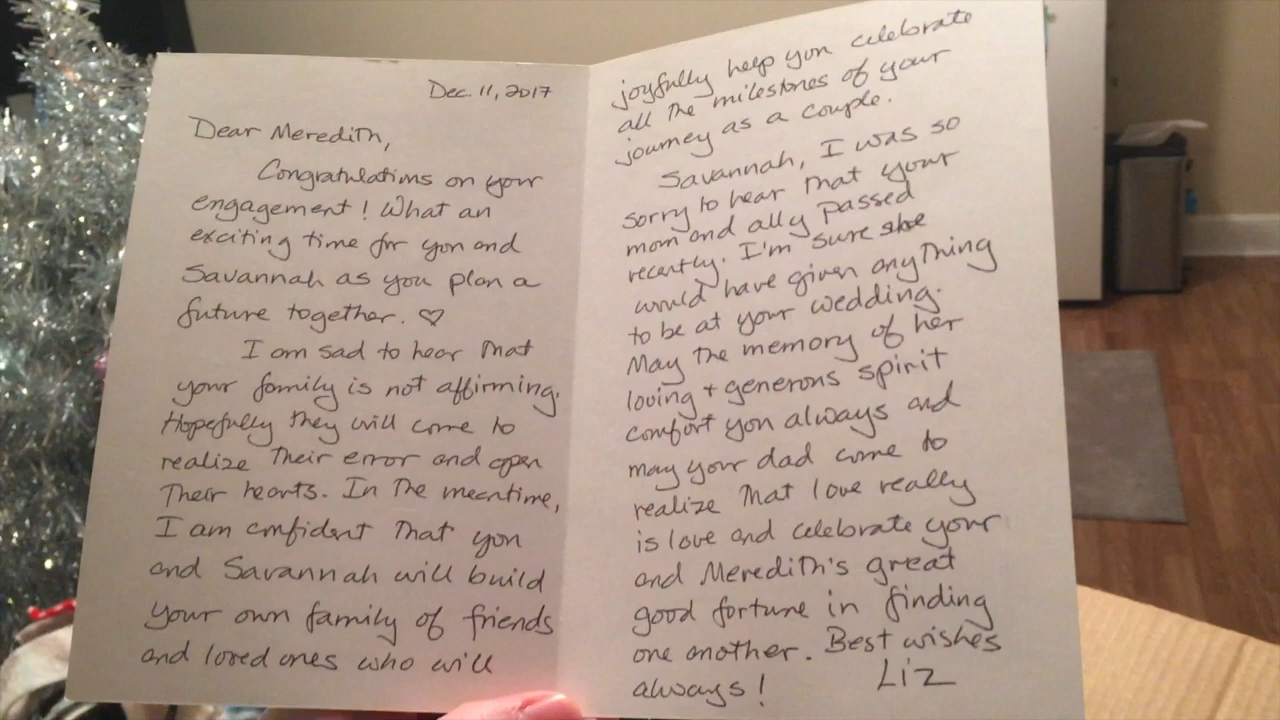 Dec. 11, 2017
Dear Meredith,
Congratulations on your
engagement! What an
exciting time for you and
Savannah as you plan a
future together. ♡
I am sad to hear that
your family is not affirming.
Hopefully they will come to
realize their error and open
their hearts. In the meantime,
I am confident that you
and Savannah will build
your own family of friends
and loved ones who will
joyfully help you celebrate
all the milestones of your
journey as a couple.
Savannah, I was so
sorry to hear that your
mom and ally passed
recently. I'm sure she
would have given anything
to be at your wedding.
May the memory of her
loving + generous spirit
comfort you always and
may your dad come to
realize that love really
is love and celebrate your
and Meredith's great
good fortune in finding
one another. Best wishes
always! Liz